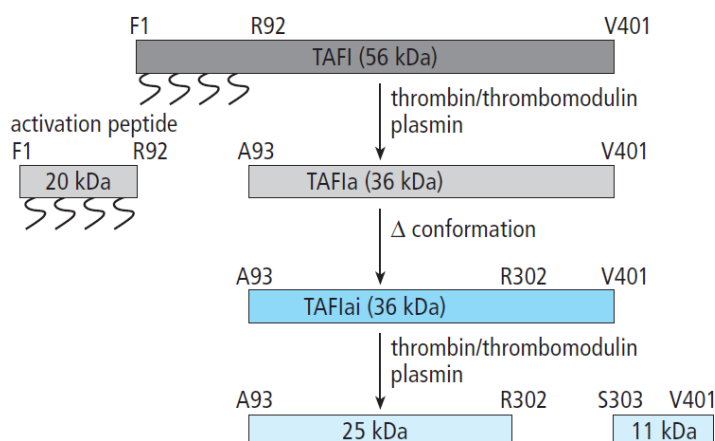 F1 R92 V401
TAFI (56 kDa)
thrombin/thrombomodulin
plasmin
activation peptide
F1 R92 A93 V401
20 kDa TAFIa (36 kDa)
Δ conformation
A93 R302 V401
TAFIai (36 kDa)
thrombin/thrombomodulin
plasmin
A93 R302 S303 V401
25 kDa 11 kDa